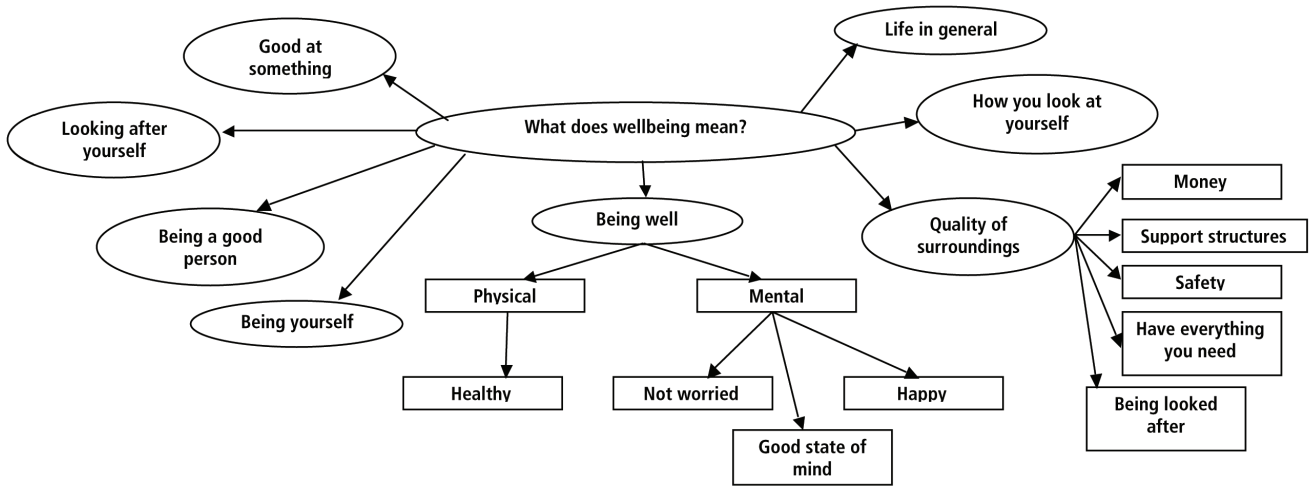 Life in general
Good at
something
How you look at
yourself
Looking after
yourself
What does wellbeing mean?
Money
Being well
Quality of
surroundings
Support structures
Being a good
person
Safety
Physical
Mental
Being yourself
Have everything
you need
Healthy
Not worried
Happy
Being looked
after
Good state of
mind